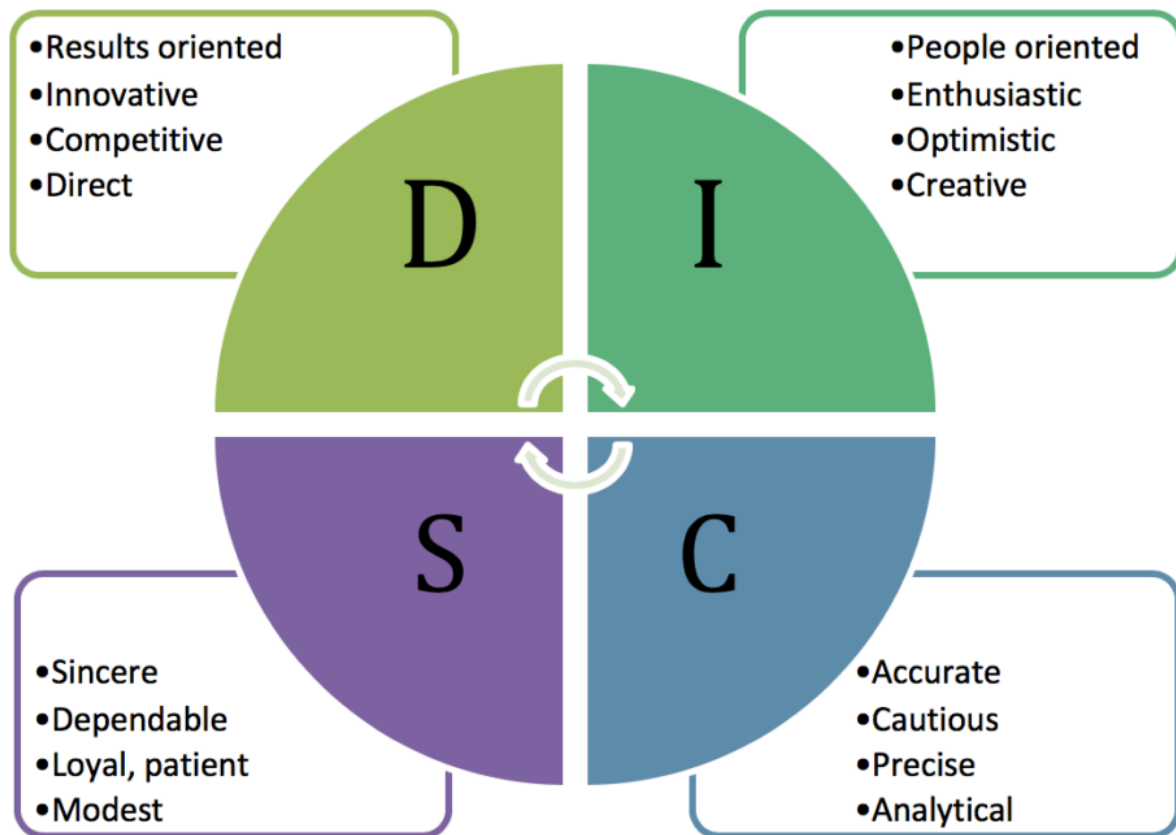 •Results oriented
•Innovative
•Competitive
•Direct
D
I
•People oriented
•Enthusiastic
•Optimistic
•Creative
S
C
•Sincere
•Dependable
•Loyal, patient
•Modest
•Accurate
•Cautious
•Precise
•Analytical